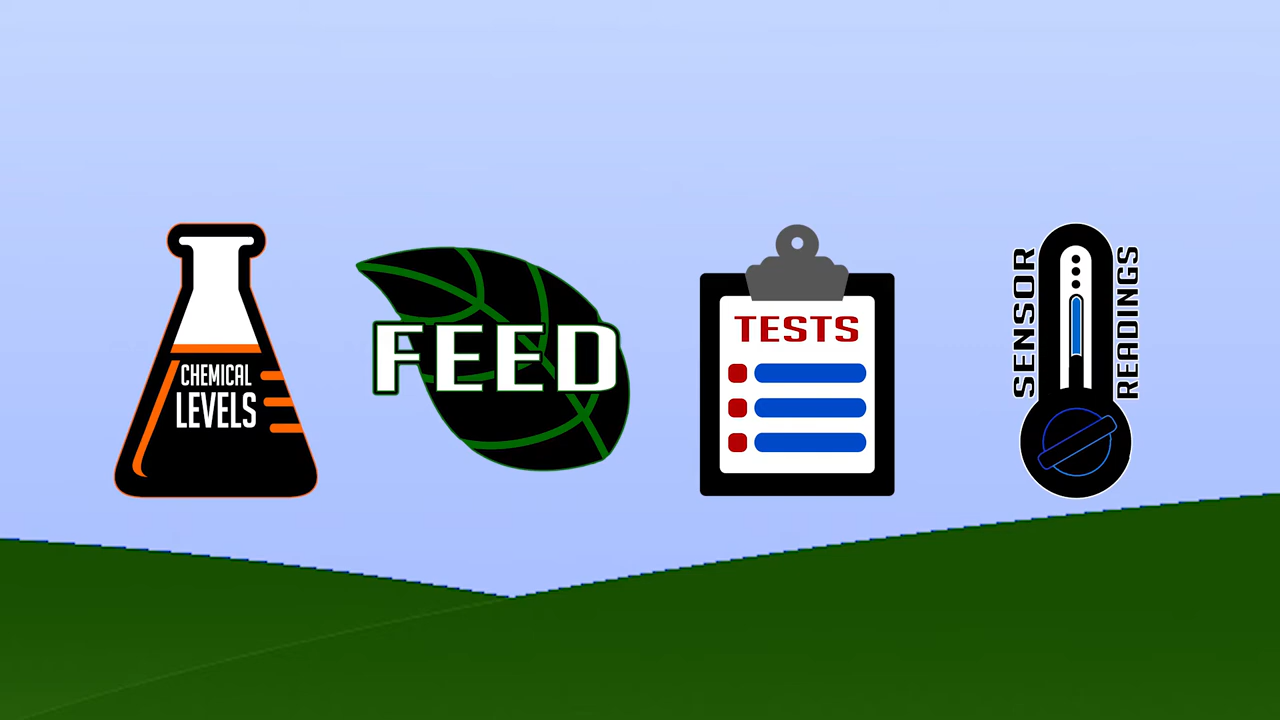 CHEMICAL
LEVELS
FEED
TESTS
SENSOR
READINGS